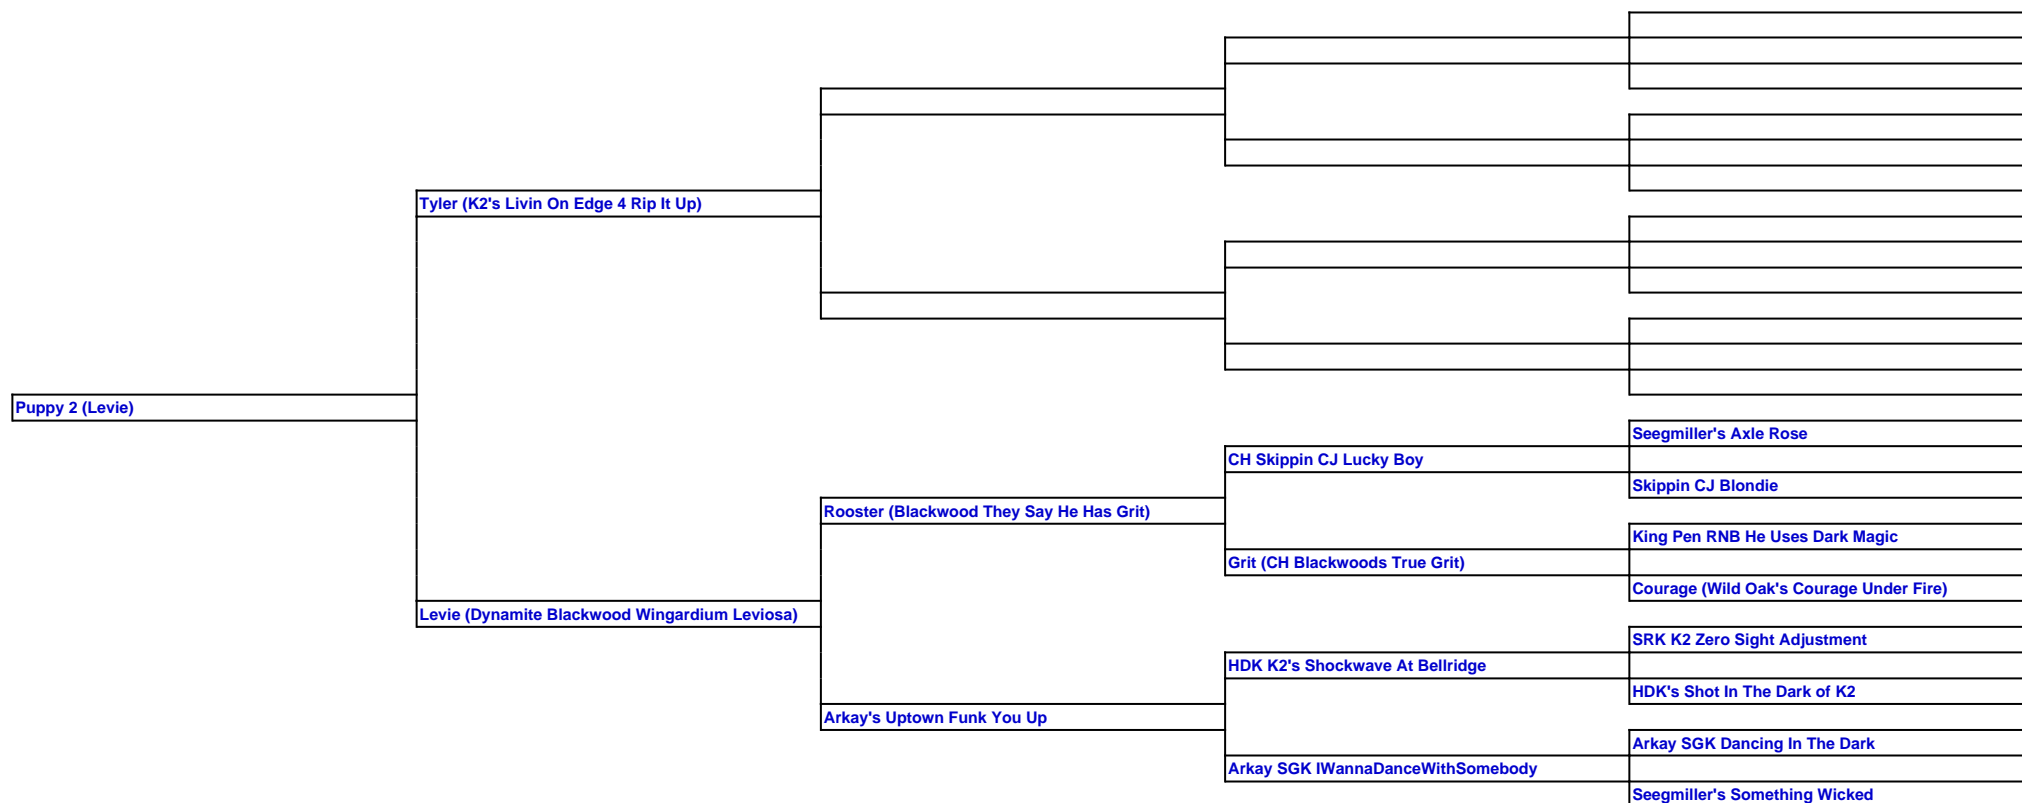 Tyler (K2's Livin On Edge 4 Rip It Up)
Puppy 2 (Levie)
Seegmiller's Axle Rose
CH Skippin CJ Lucky Boy
Skippin CJ Blondie
Rooster (Blackwood They Say He Has Grit)
King Pen RNB He Uses Dark Magic
Grit (CH Blackwoods True Grit)
Courage (Wild Oak's Courage Under Fire)
Levie (Dynamite Blackwood Wingardium Leviosa)
SRK K2 Zero Sight Adjustment
HDK K2's Shockwave At Bellridge
HDK's Shot In The Dark of K2
Arkay's Uptown Funk You Up
Arkay SGK Dancing In The Dark
Arkay SGK IWannaDanceWithSomebody
Seegmiller's Something Wicked